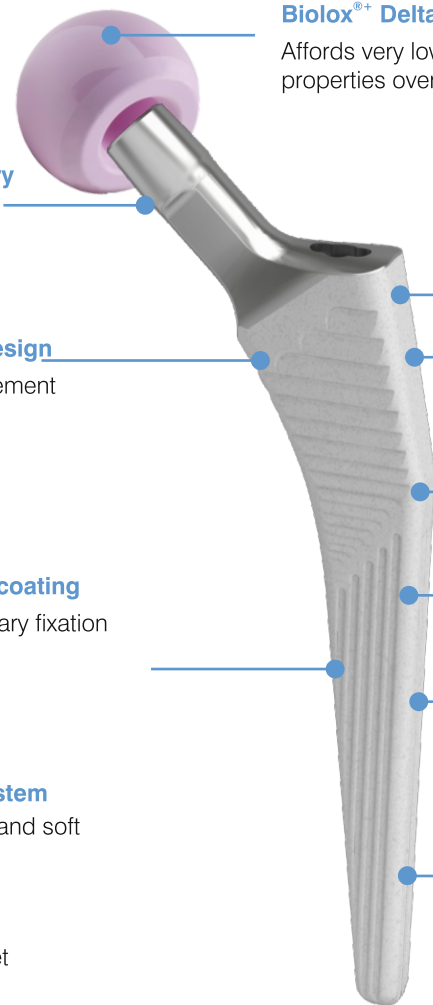 Biolox®+ Delta
Affords very low
properties over
ry
esign
ement
coating
ary fixation
stem
and soft
et